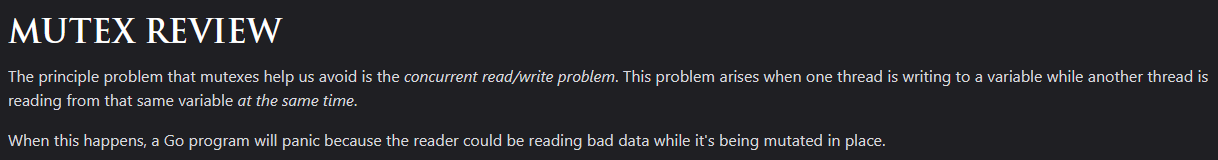 MUTEX REVIEW
The principle problem that mutexes help us avoid is the concurrent read/write problem. This problem arises when one thread is writing to a variable while another thread is
reading from that same variable at the same time.
When this happens, a Go program will panic because the reader could be reading bad data while it's being mutated in place.